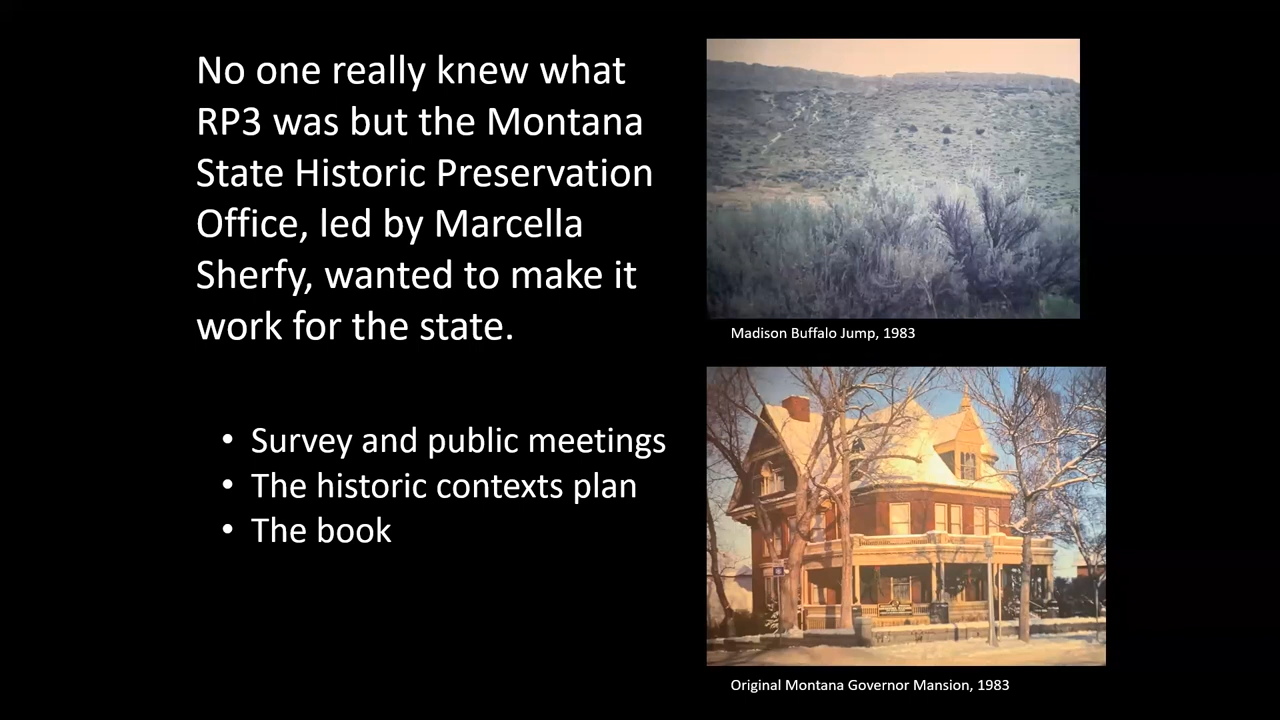 No one really knew what
RP3 was but the Montana
State Historic Preservation
Office, led by Marcella
Sherfy, wanted to make it
work for the state.
• Survey and public meetings
• The historic contexts plan
• The book
Madison Buffalo Jump, 1983
Original Montana Governor Mansion, 1983